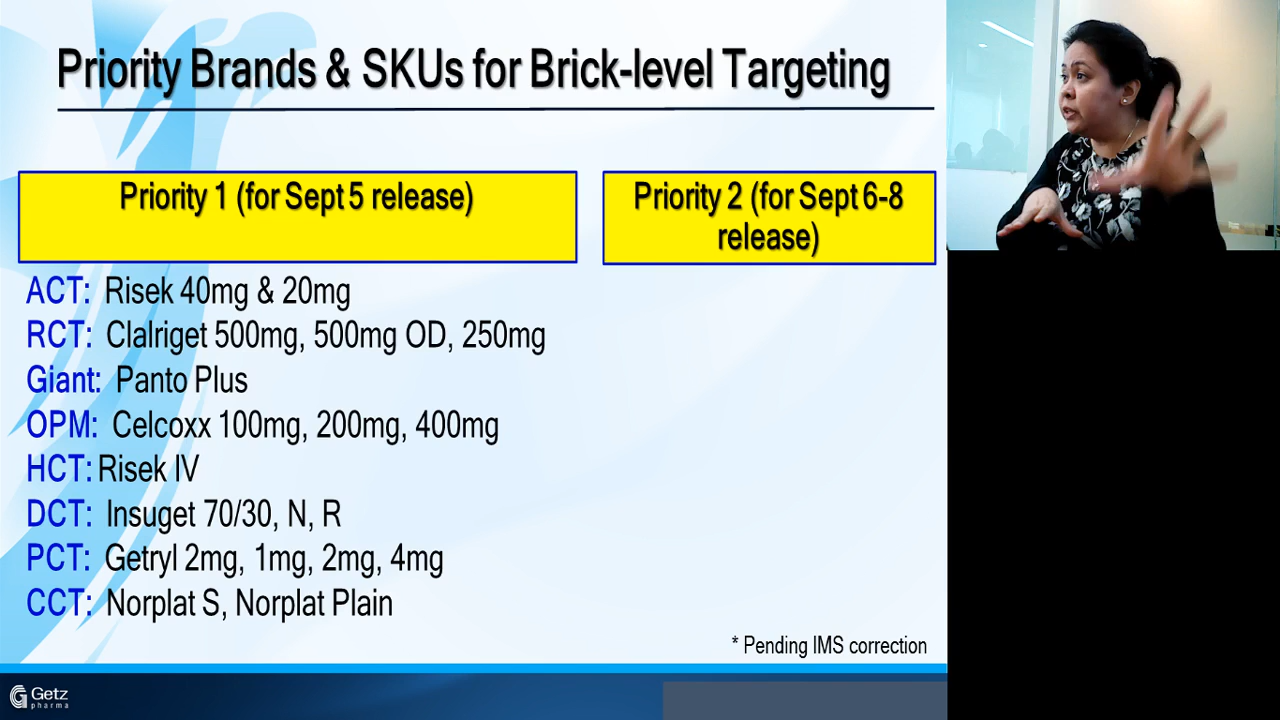 Priority Brands & SKUs for Brick-level Targeting
Priority 1 (for Sept 5 release)
Priority 2 (for Sept 6-8
release)
ACT: Risek 40mg & 20mg
RCT: Clalriget 500mg, 500mg OD, 250mg
Giant: Panto Plus
OPM: Celcoxx 100mg, 200mg, 400mg
HCT: Risek IV
DCT: Insuget 70/30, N, R
PCT: Getryl 2mg, 1mg, 2mg, 4mg
CCT: Norplat S, Norplat Plain
* Pending IMS correction
Getz
pharma